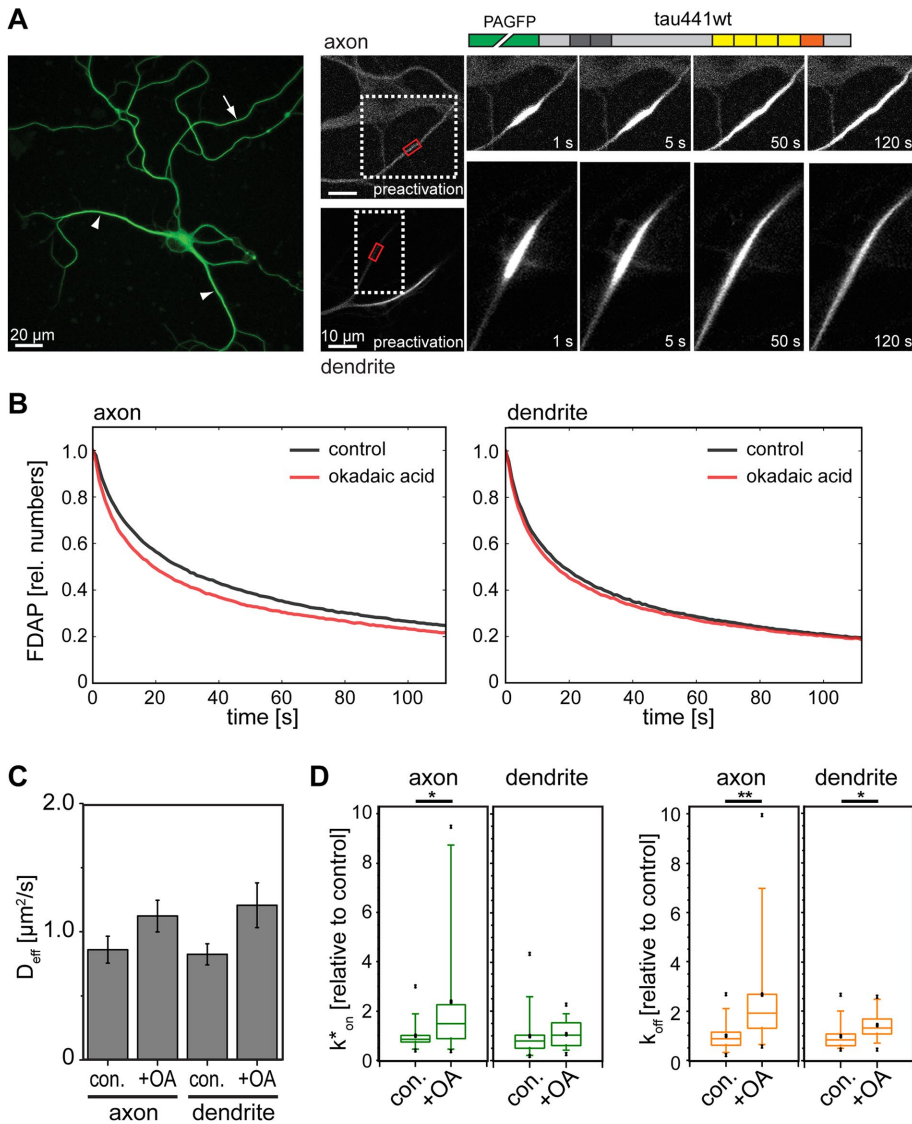 A
PAGFP
tau441wt
axon
preactivation
1 s
5 s
50 s
120 s
20 µm
10 µm
preactivation
1 s
5 s
50 s
120 s
dendrite
B
axon
dendrite
control
okadaic acid
control
okadaic acid
FDAP [rel. numbers]
1.0
0.8
0.6
0.4
0.2
0 20 40 60 80 100
time [s]
1.0
0.8
0.6
0.4
0.2
0 20 40 60 80 100
time [s]
C
D_eff [µm²/s]
2.0
1.0
0
con. +OA con. +OA
axon dendrite
D
axon dendrite axon dendrite
* ** *
k*_on [relative to control]
10
8
6
4
2
0
con. +OA con. +OA
k_off [relative to control]
10
8
6
4
2
0
con. +OA con. +OA